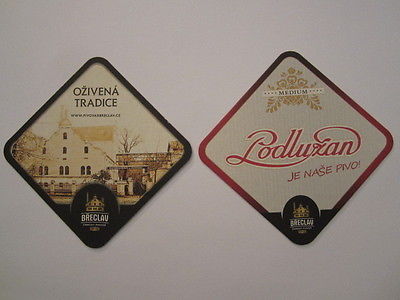 OŽIVENÁ
TRADICE
WWW.PIVOVARBRECLAV.CZ
BŘECLAV
MEDIUM
Podlužan
JE NAŠE PIVO!
BŘECLAV